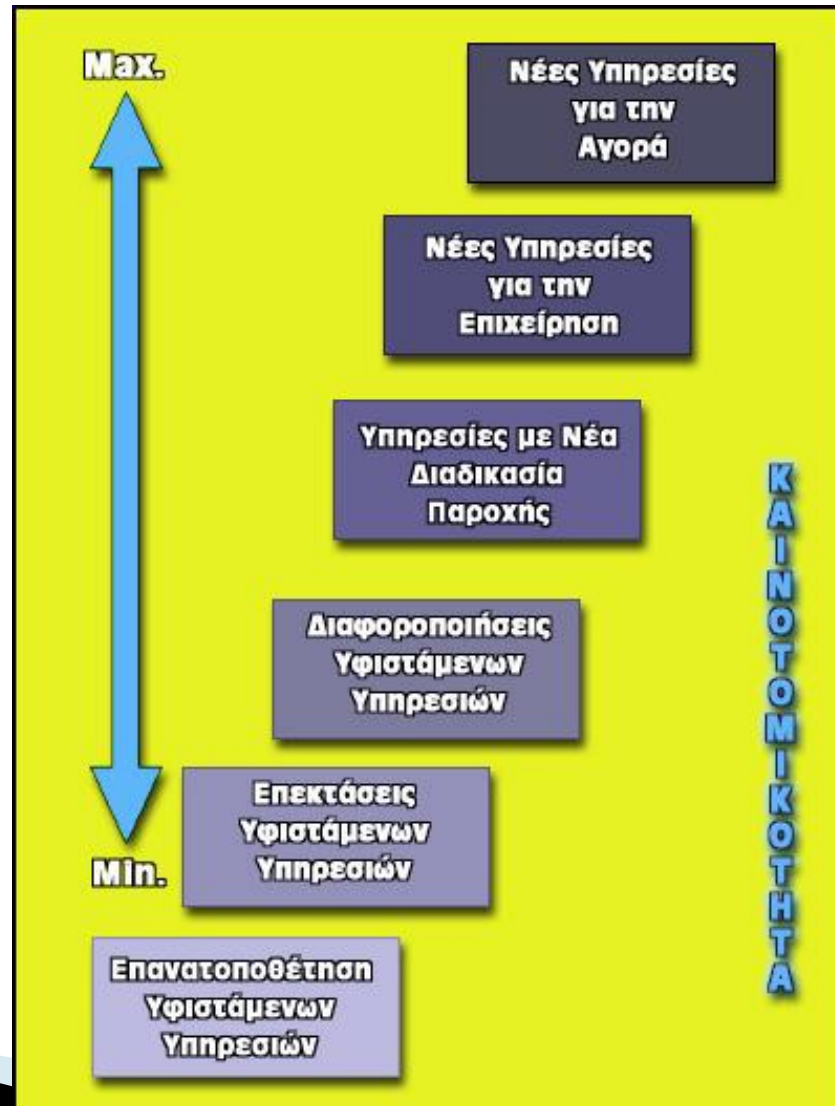 Max.
Νέες Υπηρεσίες
για την
Αγορά
Νέες Υπηρεσίες
για την
Επιχείρηση
Υπηρεσίες με Νέα
Διαδικασία
Παροχής
Διαφοροποιήσεις
Υφιστάμενων
Υπηρεσιών
Επεκτάσεις
Υφιστάμενων
Υπηρεσιών
Min.
Επανατοποθέτηση
Υφιστάμενων
Υπηρεσιών
ΚΑΙΝΟΤΟΜΙΚΟΤΗΤΑ